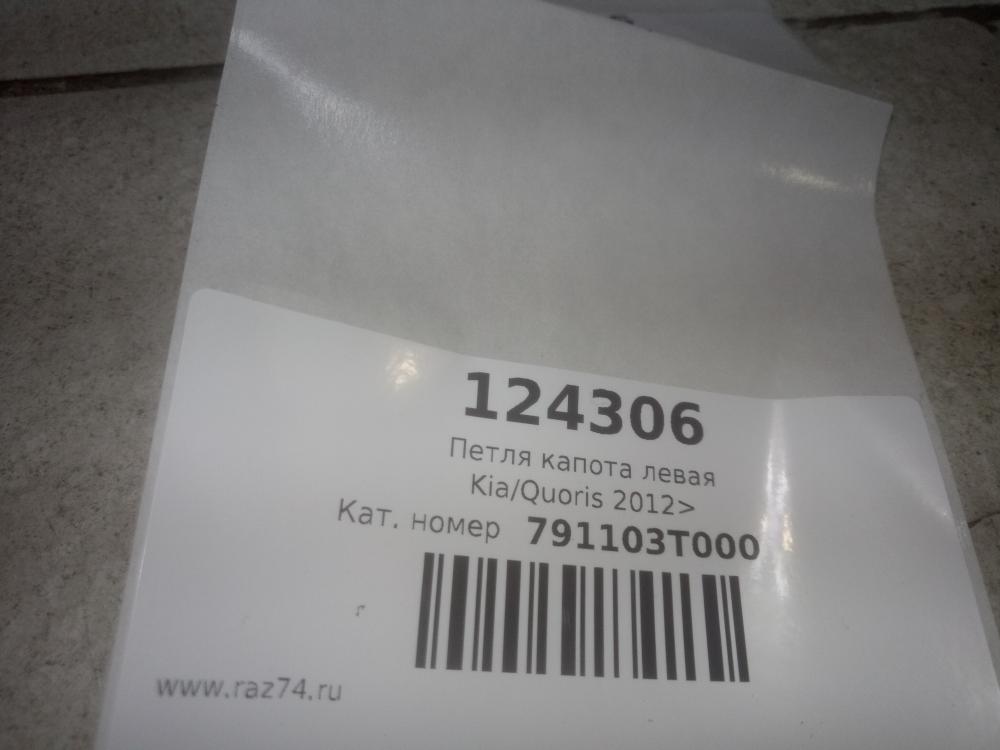 124306
Петля капота левая
Kia/Quoris 2012>
Кат. номер 791103T000
www.raz74.ru